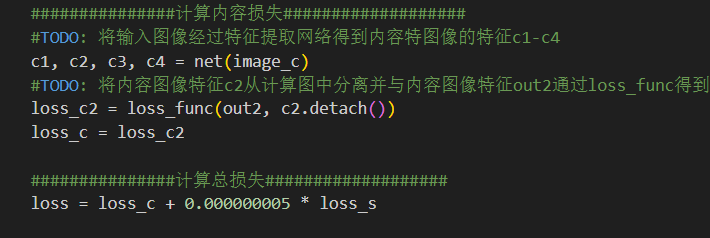 ###############计算内容损失###################
#TODO: 将输入图像经过特征提取网络得到内容特图像的特征c1-c4
c1, c2, c3, c4 = net(image_c)
#TODO: 将内容图像特征c2从计算图中分离并与内容图像特征out2通过loss_func得到
loss_c2 = loss_func(out2, c2.detach())
loss_c = loss_c2
###############计算总损失###################
loss = loss_c + 0.000000005 * loss_s